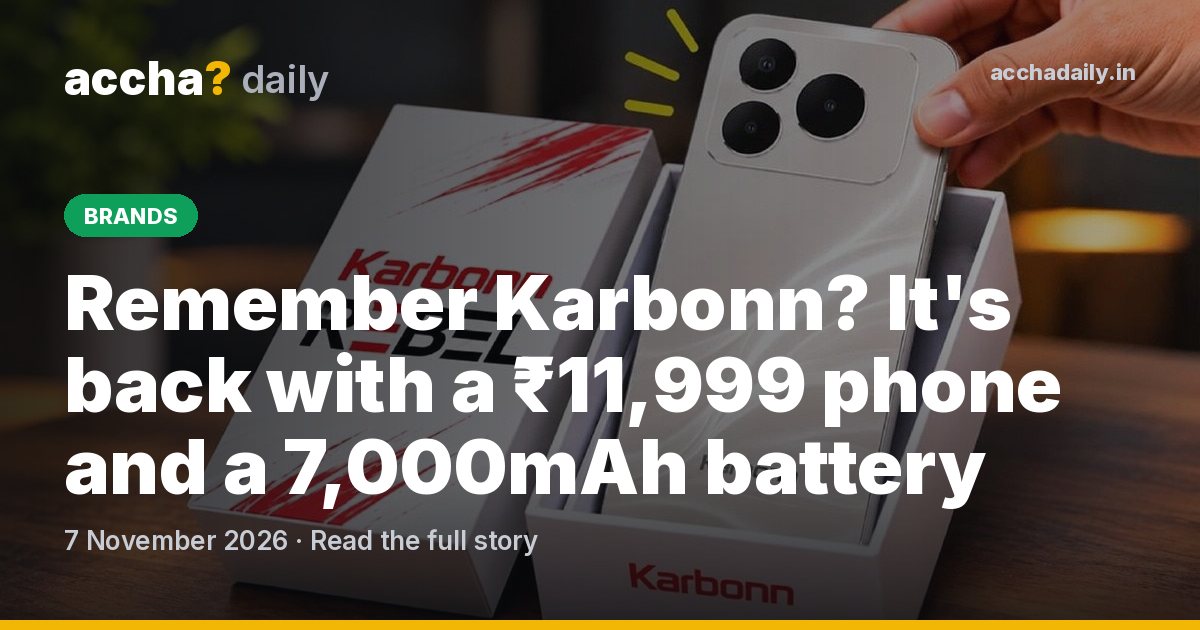 accha? daily
acchadaily.in
BRANDS
Karbonn
REBEL
Remember Karbonn? It's
back with a ₹11,999 phone
and a 7,000mAh battery
7 November 2026 · Read the full story
Karbonn